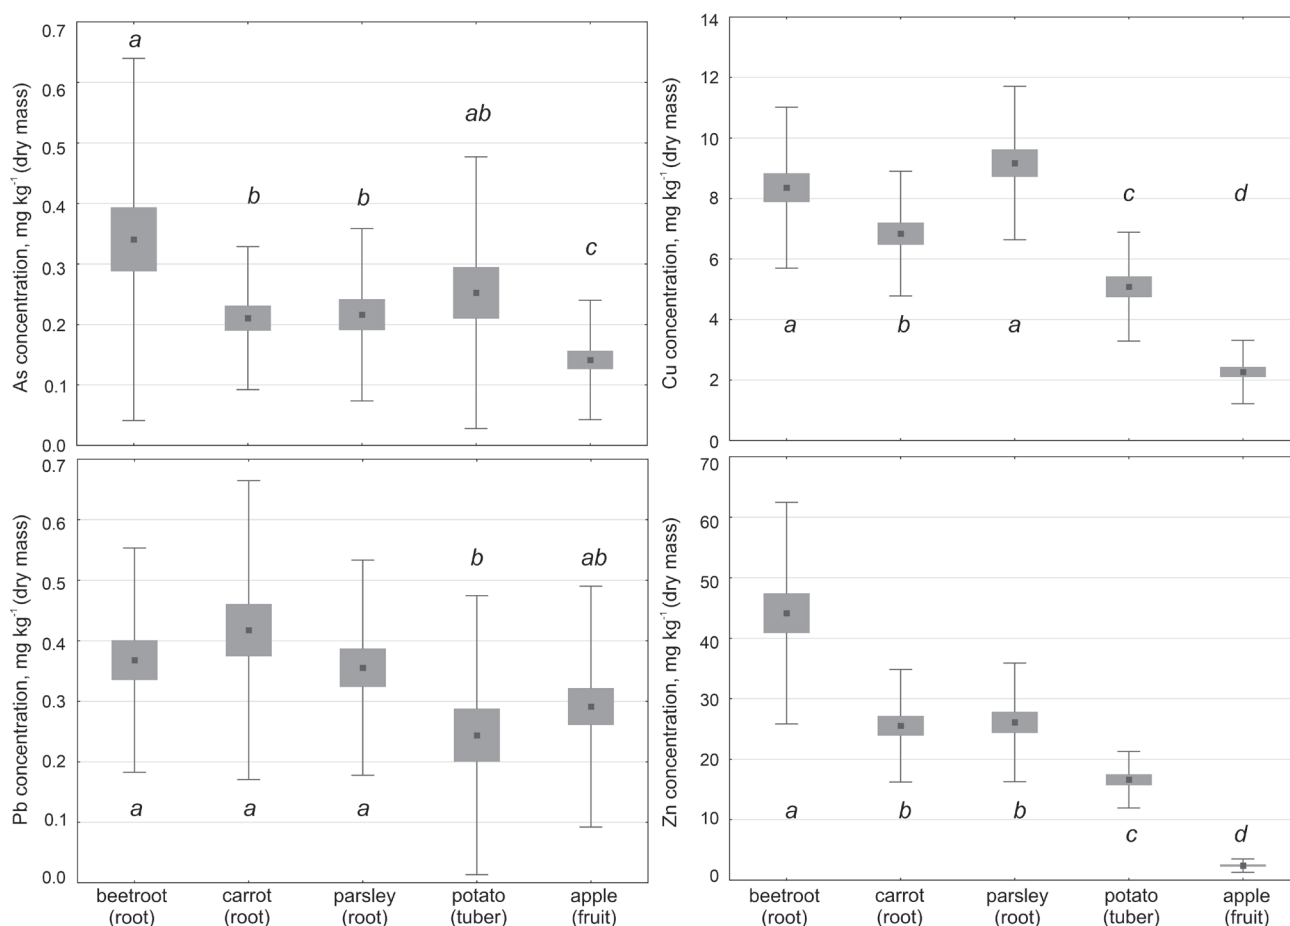 As concentration, mg kg⁻¹ (dry mass)
0.7
0.6
0.5
0.4
0.3
0.2
0.1
0.0
a
b
b
ab
c
Cu concentration, mg kg⁻¹ (dry mass)
14
12
10
8
6
4
2
0
a
b
a
c
d
Pb concentration, mg kg⁻¹ (dry mass)
0.7
0.6
0.5
0.4
0.3
0.2
0.1
0.0
a
a
a
b
ab
beetroot
(root)
carrot
(root)
parsley
(root)
potato
(tuber)
apple
(fruit)
Zn concentration, mg kg⁻¹ (dry mass)
70
60
50
40
30
20
10
0
a
b
b
c
d
beetroot
(root)
carrot
(root)
parsley
(root)
potato
(tuber)
apple
(fruit)